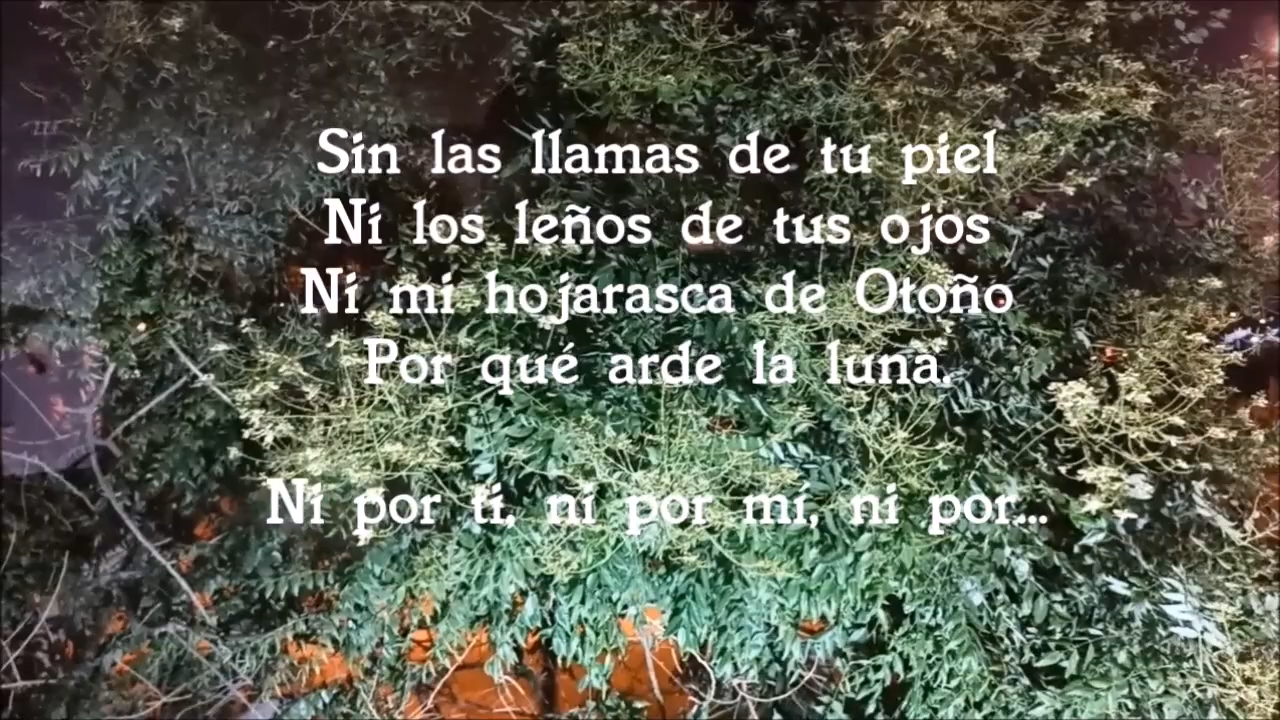 Sin las llamas de tu piel
Ni los leños de tus ojos
Ni mi hojarasca de Otoño
Por qué arde la luna.
Ni por ti, ni por mí, ni por...